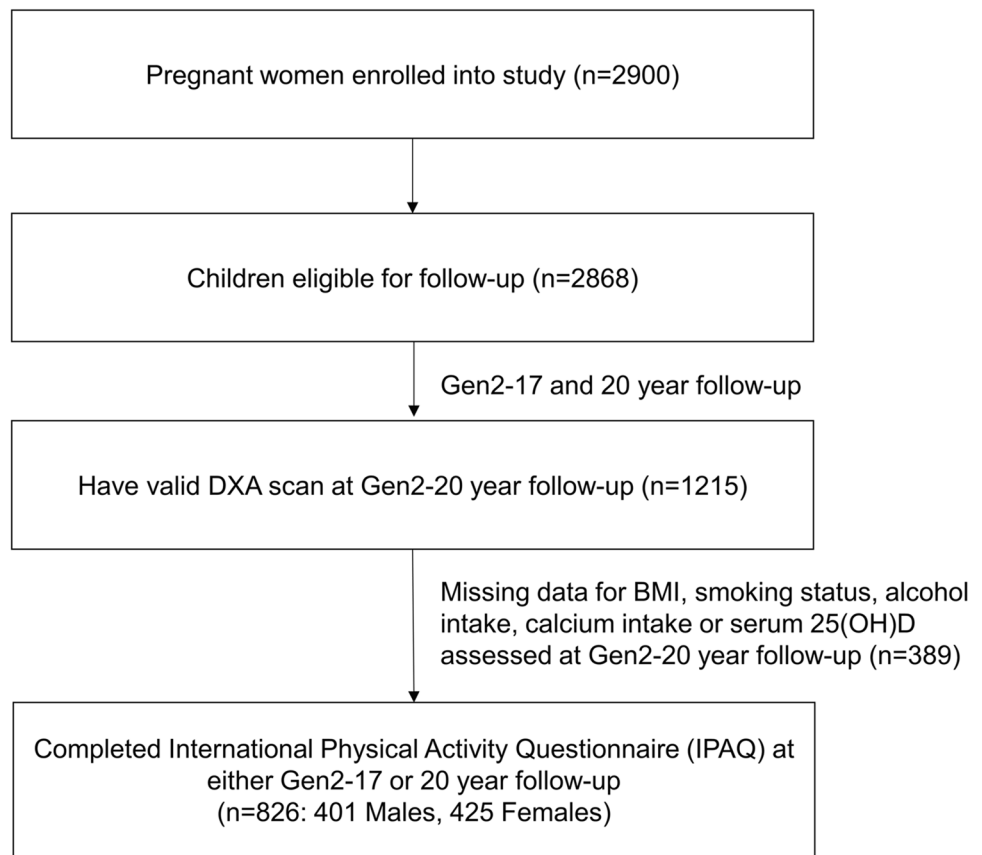 Pregnant women enrolled into study (n=2900)
Children eligible for follow-up (n=2868)
Gen2-17 and 20 year follow-up
Have valid DXA scan at Gen2-20 year follow-up (n=1215)
Missing data for BMI, smoking status, alcohol
intake, calcium intake or serum 25(OH)D
assessed at Gen2-20 year follow-up (n=389)
Completed International Physical Activity Questionnaire (IPAQ) at
either Gen2-17 or 20 year follow-up
(n=826: 401 Males, 425 Females)